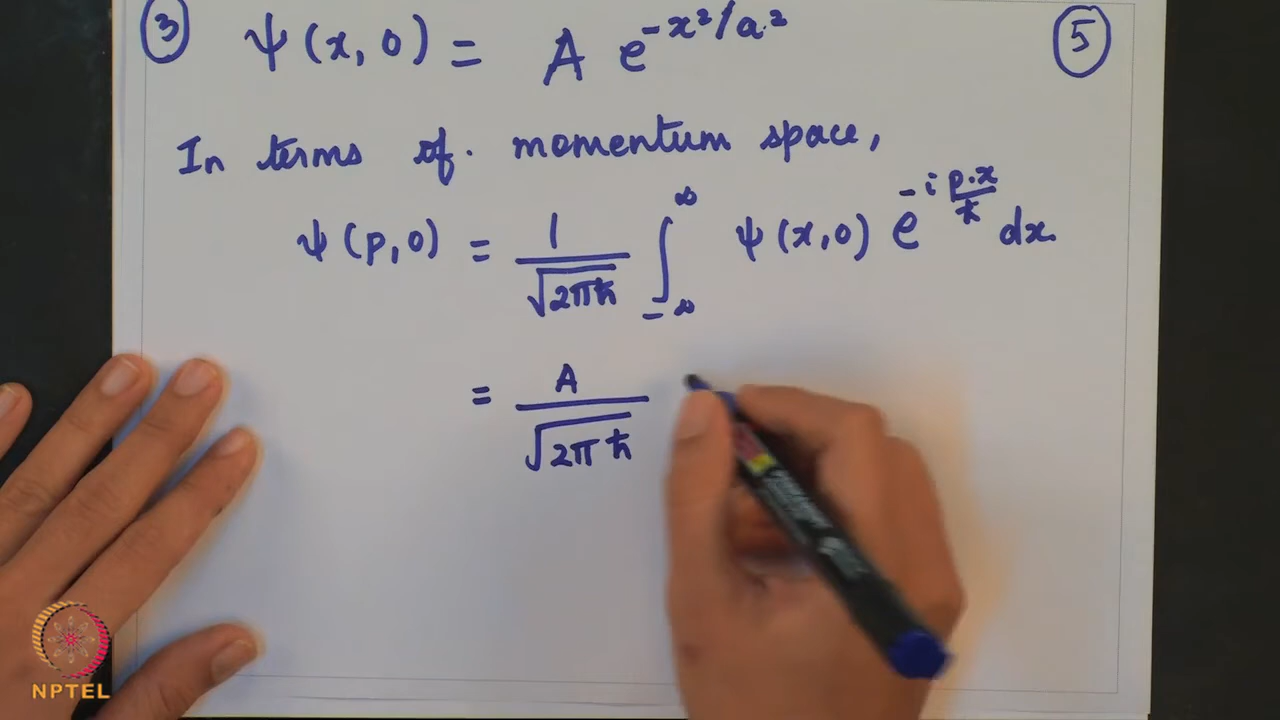 ③ ψ(x,0) = A e^{-x²/a²} ⑤
In terms of momentum space,
ψ(p,0) = 1/√(2πħ) ∫_{-∞}^{∞} ψ(x,0) e^{-i p·x/ħ} dx
= A/√(2πħ)
NPTEL